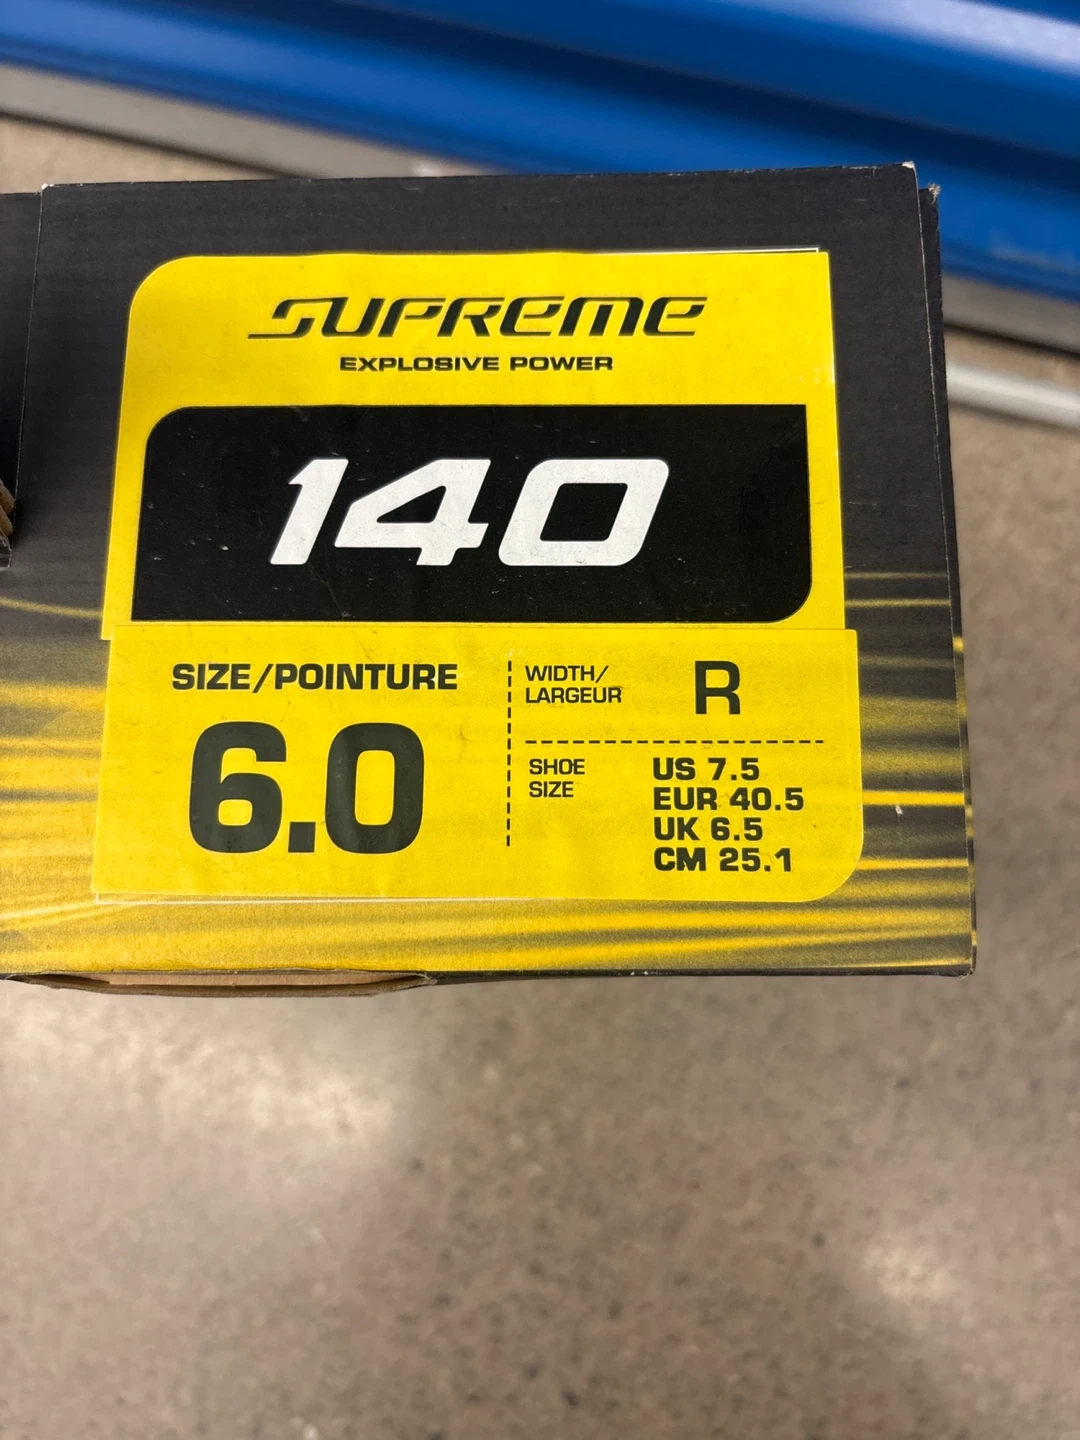 SUPREME
EXPLOSIVE POWER
140
SIZE/POINTURE
6.0
WIDTH/
LARGEUR
R
SHOE
SIZE
US 7.5
EUR 40.5
UK 6.5
CM 25.1